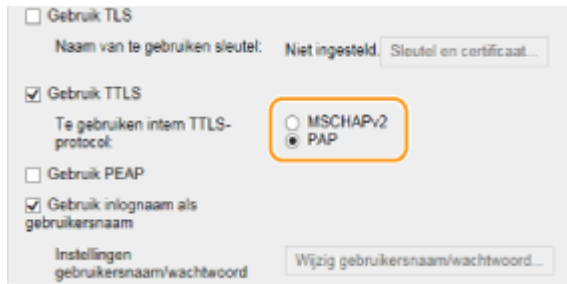 Gebruik TLS
Naam van te gebruiken sleutel: Niet ingesteld. Sleutel en certificaat...
Gebruik TTLS
Te gebruiken intern TTLS-
protocol:
MSCHAPv2
PAP
Gebruik PEAP
Gebruik inlognaam als
gebruikersnaam
Instellingen
gebruikersnaam/wachtwoord
Wijzig gebruikersnaam/wachtwoord...